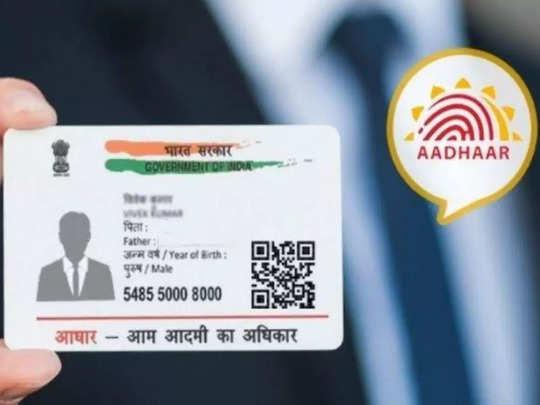 भारत सरकार
GOVERNMENT OF INDIA
विवेक कुमार
VIVEK KUMAR
पिता :
Father :
जन्म वर्ष / Year of Birth :
पुरुष / Male
5485 5000 8000
आधार – आम आदमी का अधिकार
AADHAAR